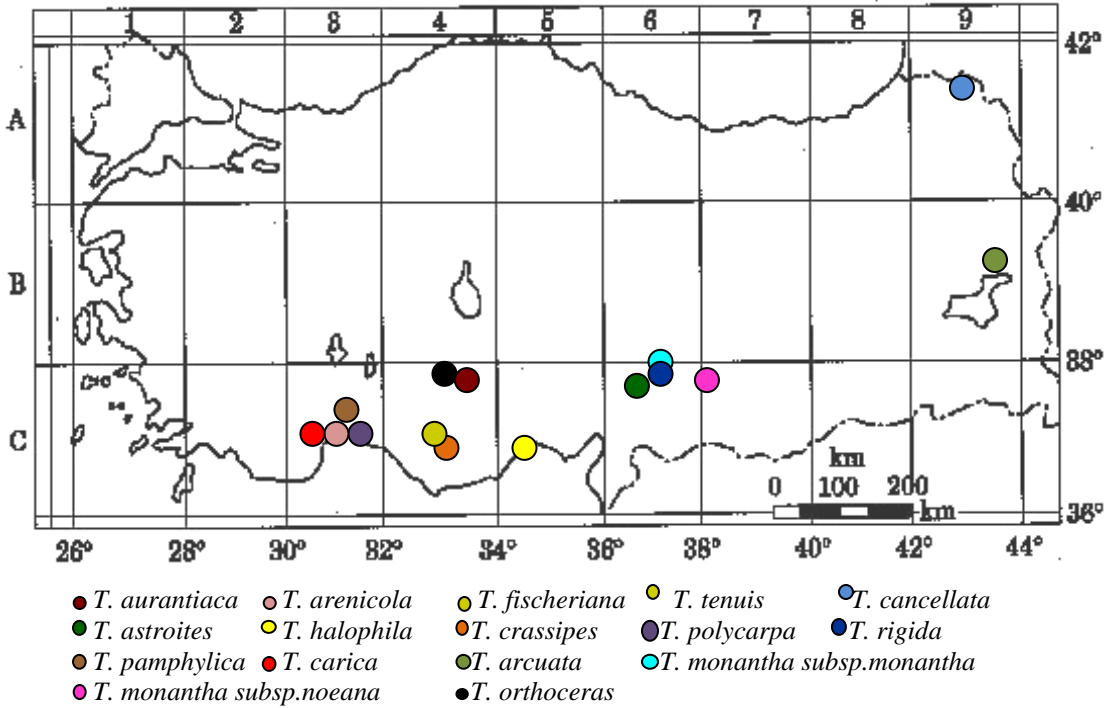 1 2 3 4 5 6 7 8 9
42°
A
40°
B
38°
C
km
0 100 200
km
36°
26° 28° 30° 32° 34° 36° 38° 40° 42° 44°
T. aurantiaca T. arenicola T. fischeriana T. tenuis T. cancellata
T. astroites T. halophila T. crassipes T. polycarpa T. rigida
T. pamphylica T. carica T. arcuata T. monantha subsp.monantha
T. monantha subsp.noeana T. orthoceras